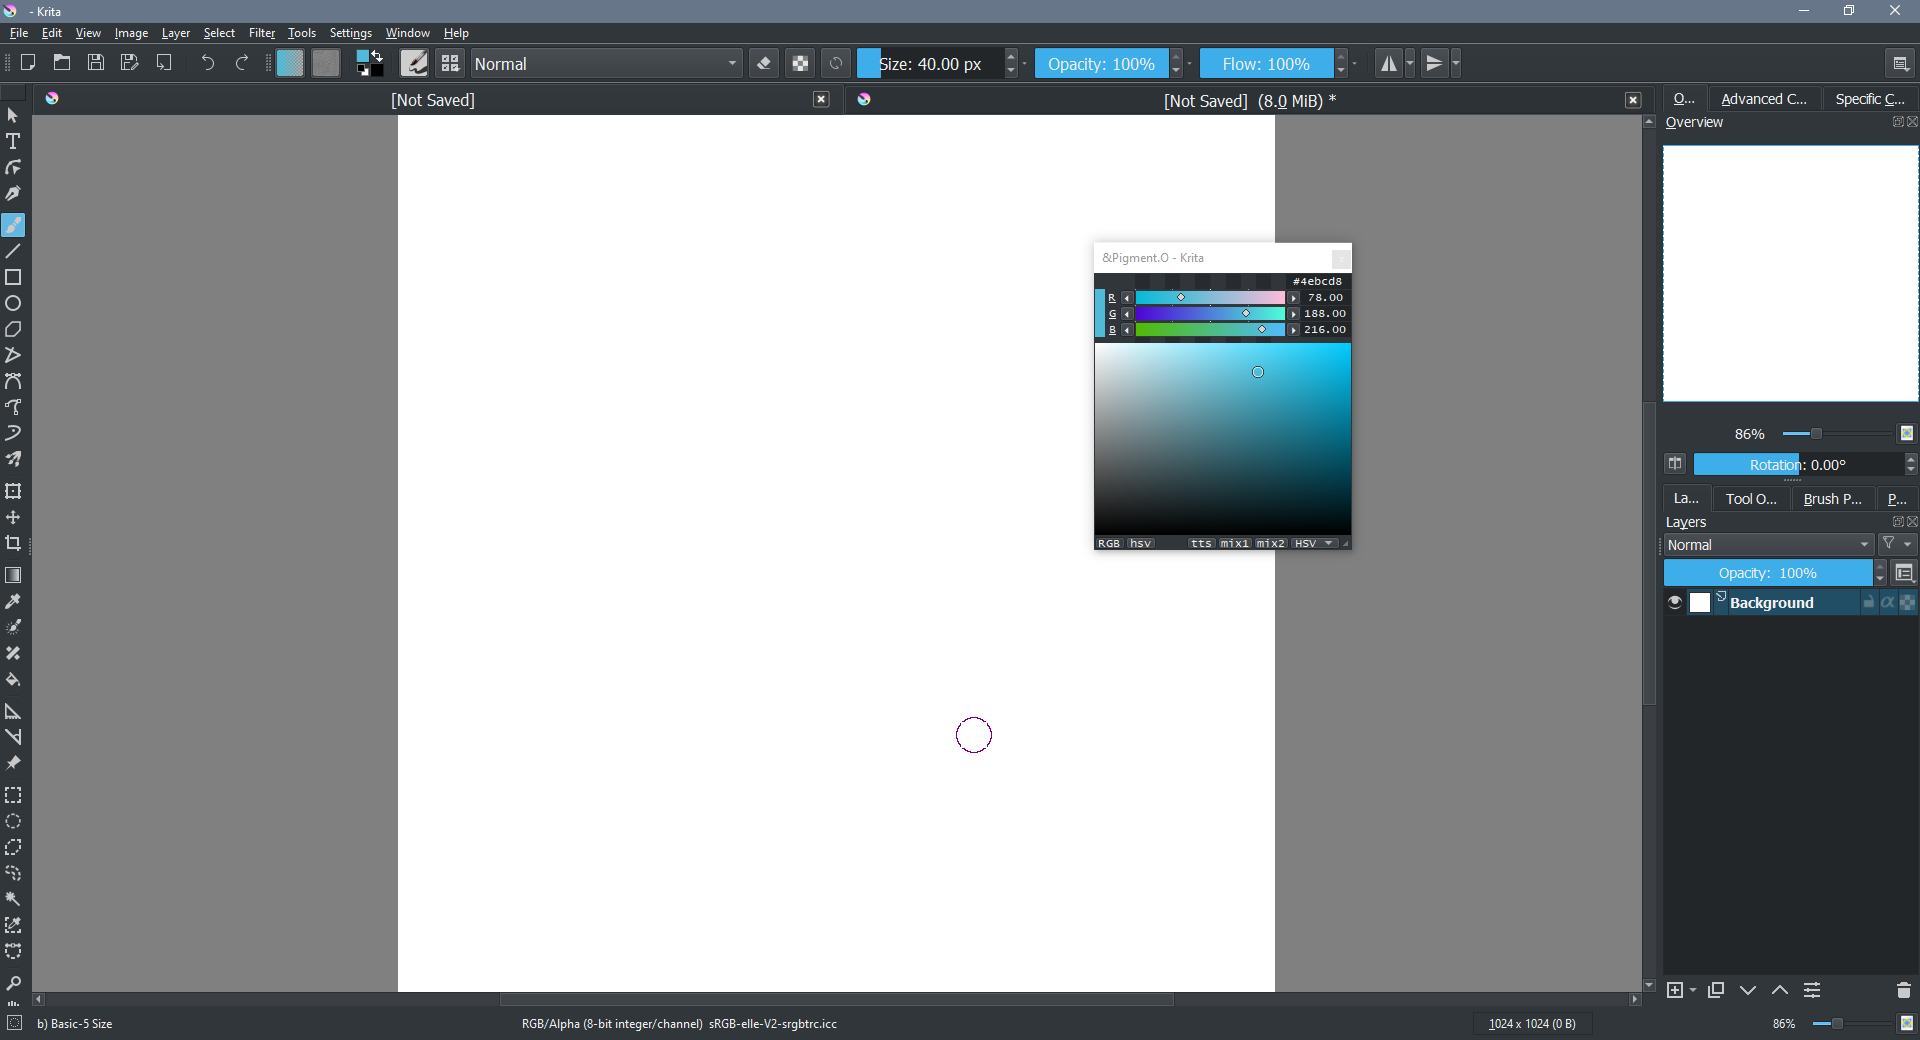 - Krita
File Edit View Image Layer Select Filter Tools Settings Window Help
Normal Size: 40.00 px Opacity: 100% Flow: 100%
[Not Saved] [Not Saved] (8.0 MiB) *
O... Advanced C... Specific C...
Overview
&Pigment.O - Krita
#4ebcd8
R 78.00
G 188.00
B 216.00
RGB hsv tts mix1 mix2 HSV
86%
Rotation: 0.00°
La... Tool O... Brush P... P...
Layers
Normal
Opacity: 100%
Background
b) Basic-5 Size RGB/Alpha (8-bit integer/channel) sRGB-elle-V2-srgbtrc.icc 1024 x 1024 (0 B) 86%